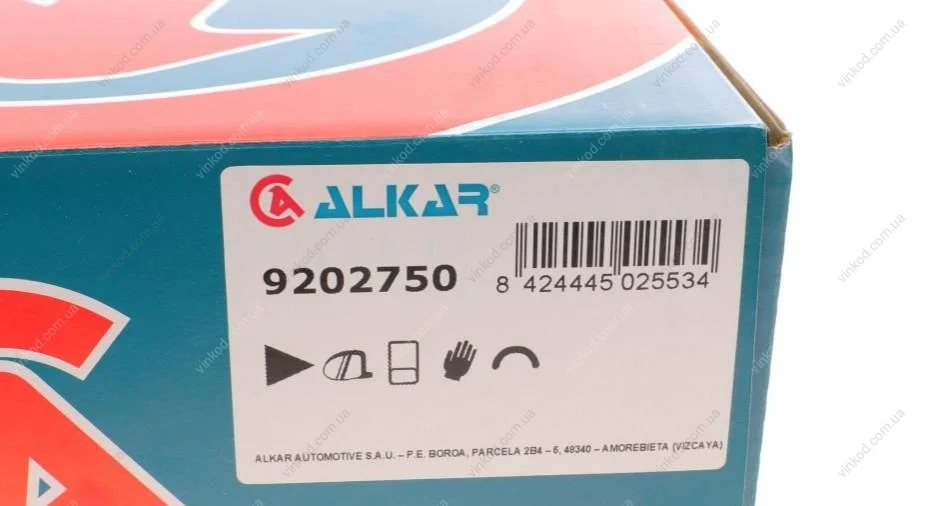 ALKAR®
9202750
8 424445 025534
ALKAR AUTOMOTIVE S.A.U. – P.E. BOROA, PARCELA 2B4 – 5, 48340 – AMOREBIETA (VIZCAYA)
vinkod.com.ua